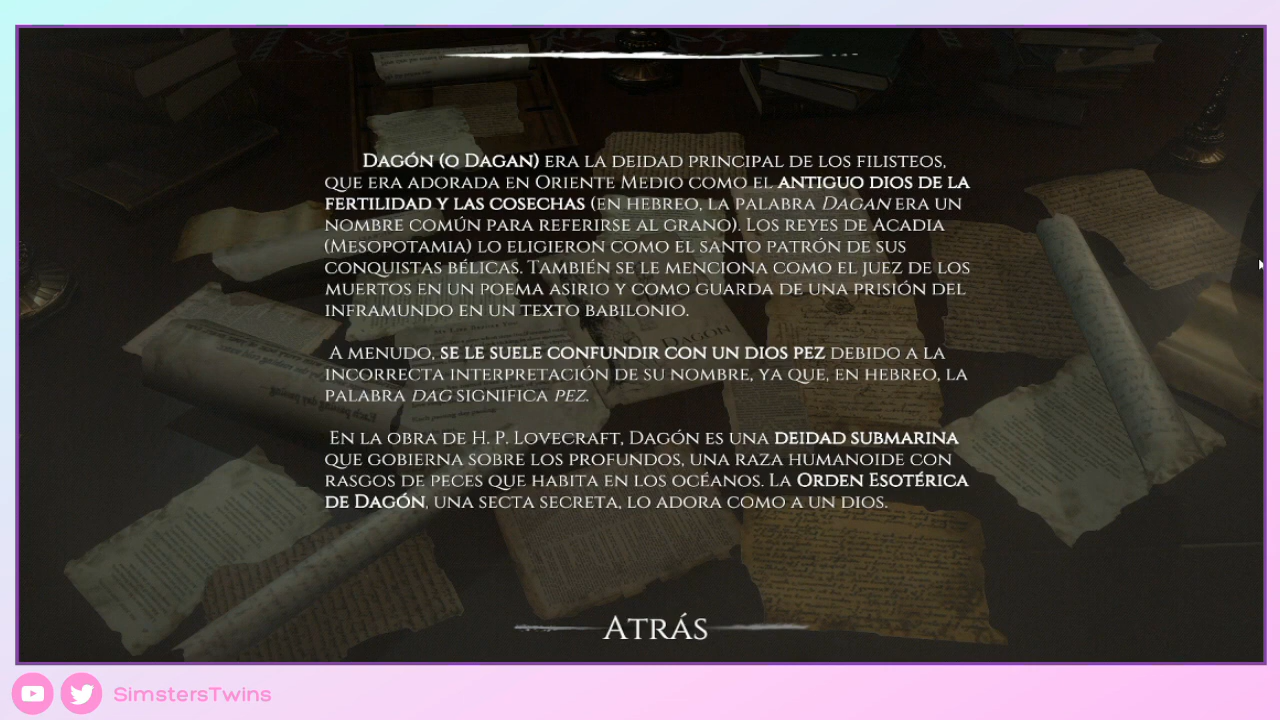 Dagón (o Dagan) era la deidad principal de los filisteos,
que era adorada en Oriente Medio como el antiguo dios de la
fertilidad y las cosechas (en hebreo, la palabra Dagan era un
nombre común para referirse al grano). Los reyes de Acadia
(Mesopotamia) lo eligieron como el santo patrón de sus
conquistas bélicas. También se le menciona como el juez de los
muertos en un poema asirio y como guarda de una prisión del
inframundo en un texto babilonio.
A menudo, se le suele confundir con un dios pez debido a la
incorrecta interpretación de su nombre, ya que, en hebreo, la
palabra dag significa pez.
En la obra de H. P. Lovecraft, Dagón es una deidad submarina
que gobierna sobre los profundos, una raza humanoide con
rasgos de peces que habita en los océanos. La Orden Esotérica
de Dagón, una secta secreta, lo adora como a un dios.
Dagon
Atrás
SimstersTwins